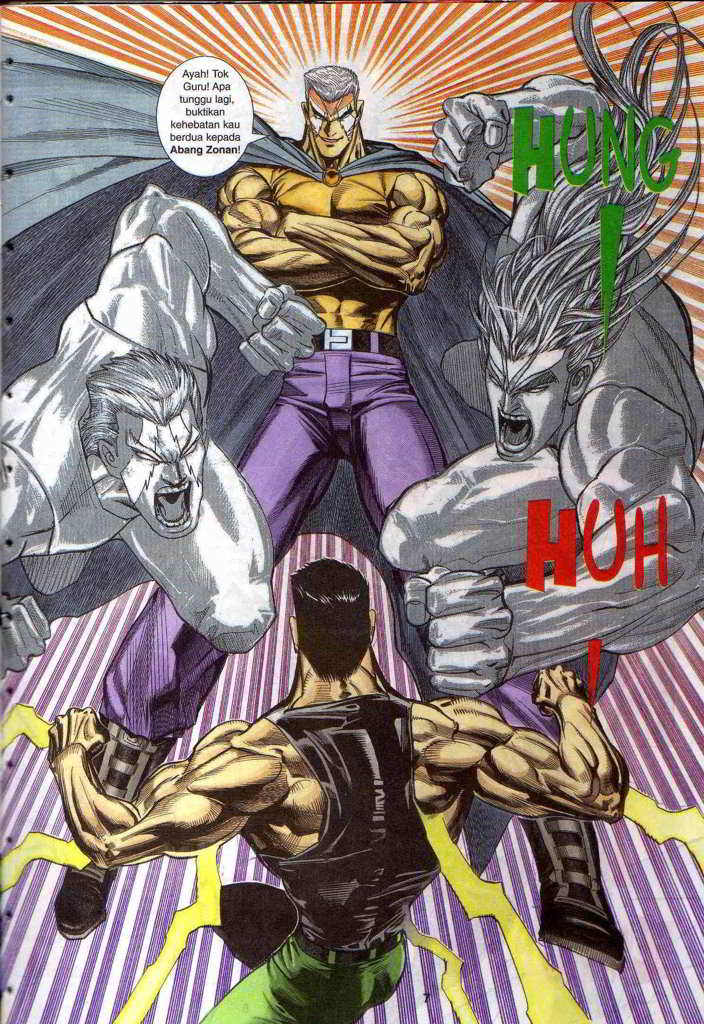 Ayah! Tok
Guru! Apa
tunggu lagi,
buktikan
kehebatan kau
berdua kepada
Abang Zonan!
HUNG
!
HUH
!
7